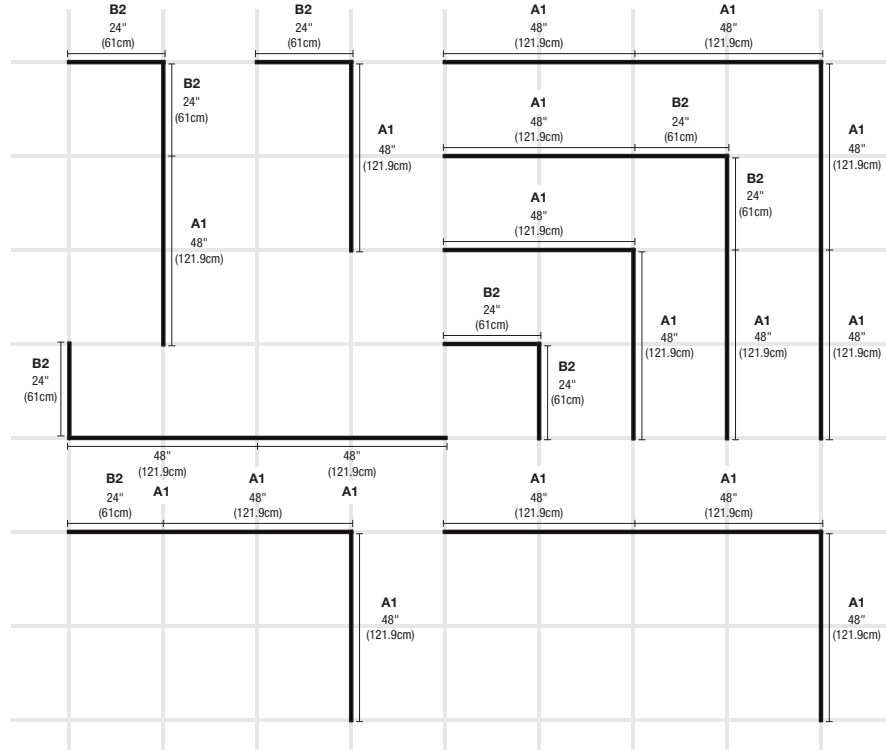 B2
24"
(61cm)
B2
24"
(61cm)
A1
48"
(121.9cm)
A1
48"
(121.9cm)
B2
24"
(61cm)
A1
48"
(121.9cm)
A1
48"
(121.9cm)
A1
48"
(121.9cm)
B2
24"
(61cm)
B2
24"
(61cm)
A1
48"
(121.9cm)
A1
48"
(121.9cm)
B2
24"
(61cm)
A1
48"
(121.9cm)
A1
48"
(121.9cm)
A1
48"
(121.9cm)
B2
24"
(61cm)
B2
24"
(61cm)
48"
(121.9cm)
48"
(121.9cm)
A1
A1
B2
24"
(61cm)
A1
48"
(121.9cm)
A1
48"
(121.9cm)
A1
48"
(121.9cm)
A1
48"
(121.9cm)
A1
48"
(121.9cm)